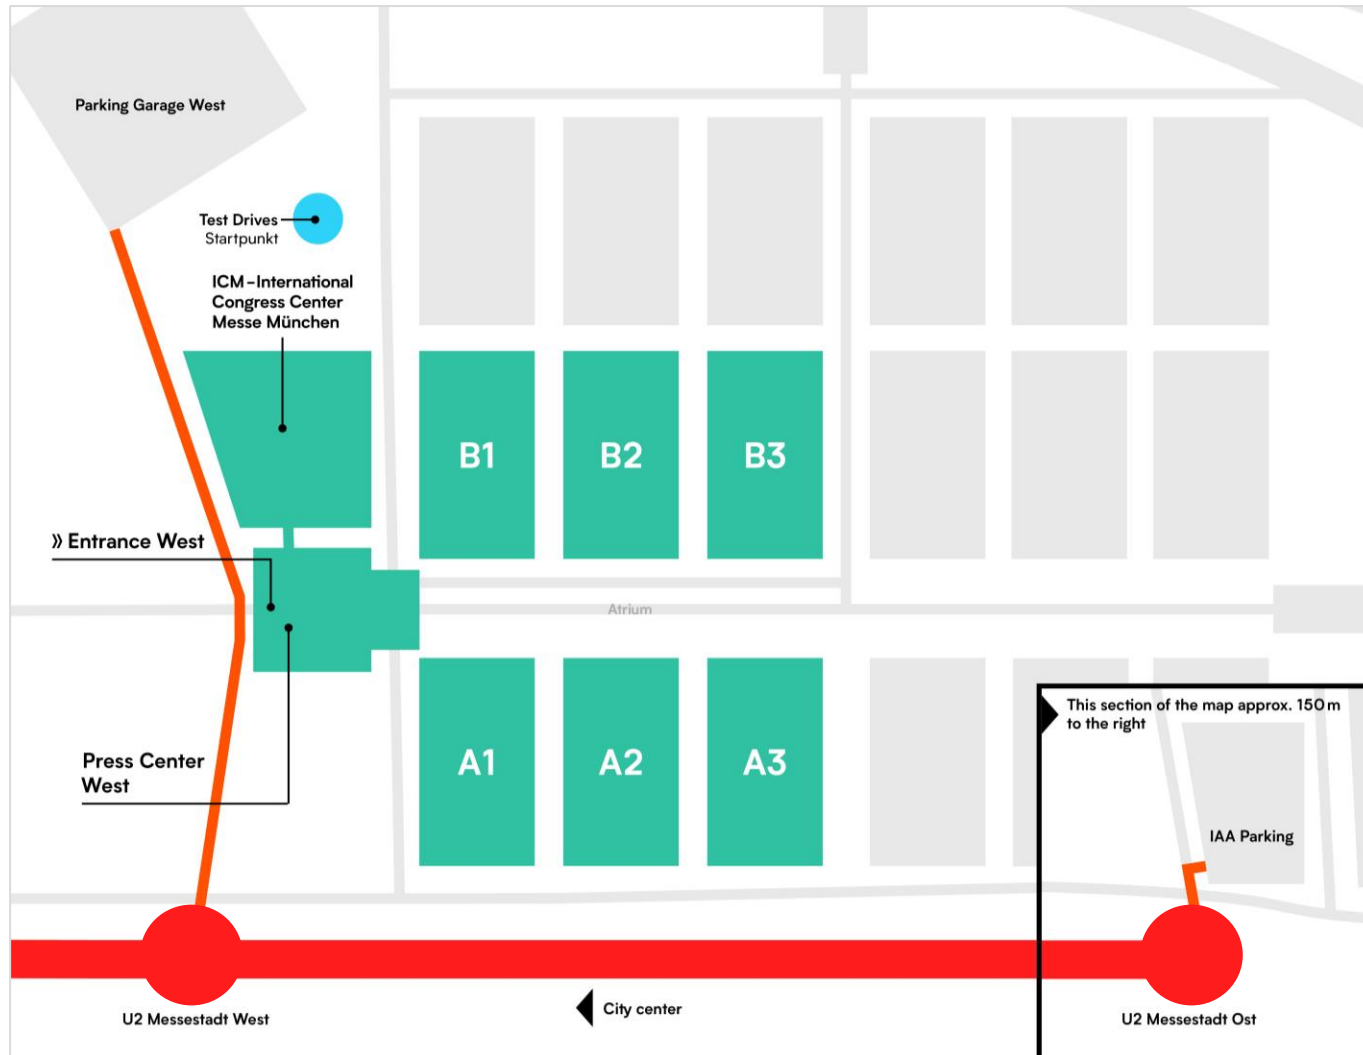 Parking Garage West
Test Drives
Startpunkt
ICM – International
Congress Center
Messe München
B1
B2
B3
» Entrance West
Atrium
This section of the map approx. 150 m
to the right
Press Center
West
A1
A2
A3
IAA Parking
City center
U2 Messestadt West
U2 Messestadt Ost